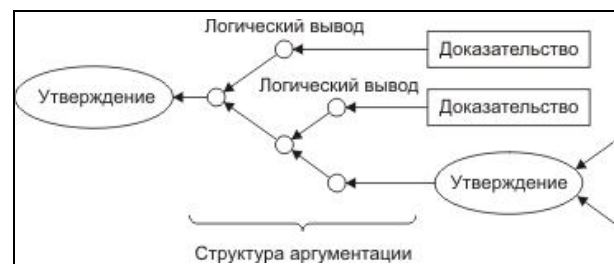 Логический вывод
Доказательство
Утверждение
Логический вывод
Доказательство
Утверждение
Структура аргументации